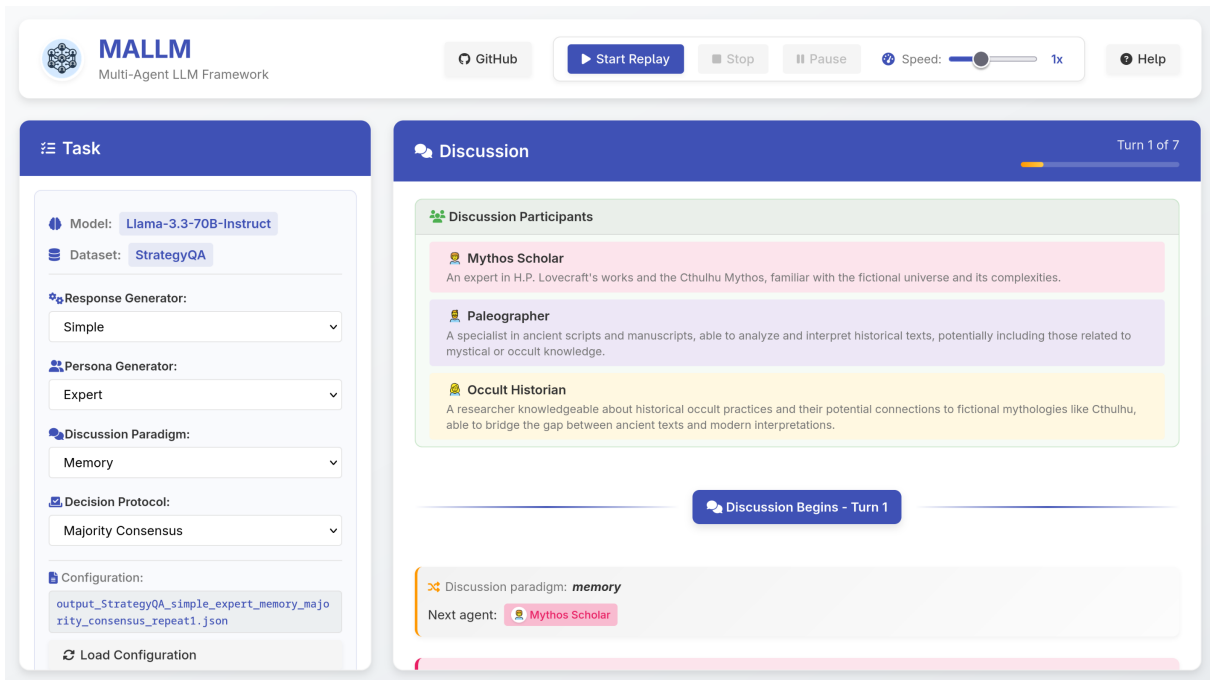 MALLM
Multi-Agent LLM Framework
GitHub
Start Replay
Stop
Pause
Speed:
1x
Help
Task
Model: Llama-3.3-70B-Instruct
Dataset: StrategyQA
Response Generator:
Simple
Persona Generator:
Expert
Discussion Paradigm:
Memory
Decision Protocol:
Majority Consensus
Configuration:
output_StrategyQA_simple_expert_memory_majo
rity_consensus_repeat1.json
Load Configuration
Discussion
Turn 1 of 7
Discussion Participants
Mythos Scholar
An expert in H.P. Lovecraft's works and the Cthulhu Mythos, familiar with the fictional universe and its complexities.
Paleographer
A specialist in ancient scripts and manuscripts, able to analyze and interpret historical texts, potentially including those related to
mystical or occult knowledge.
Occult Historian
A researcher knowledgeable about historical occult practices and their potential connections to fictional mythologies like Cthulhu,
able to bridge the gap between ancient texts and modern interpretations.
Discussion Begins - Turn 1
Discussion paradigm: memory
Next agent: Mythos Scholar